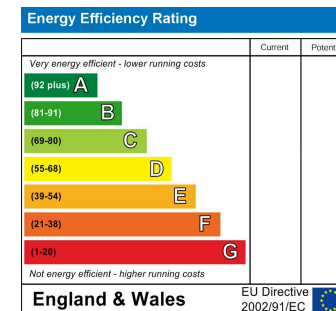 Energy Efficiency Rating
Current Potent
Very energy efficient - lower running costs
(92 plus) A
(81-91) B
(69-80) C
(55-68) D
(39-54) E
(21-38) F
(1-20) G
Not energy efficient - higher running costs
England & Wales
EU Directive
2002/91/EC